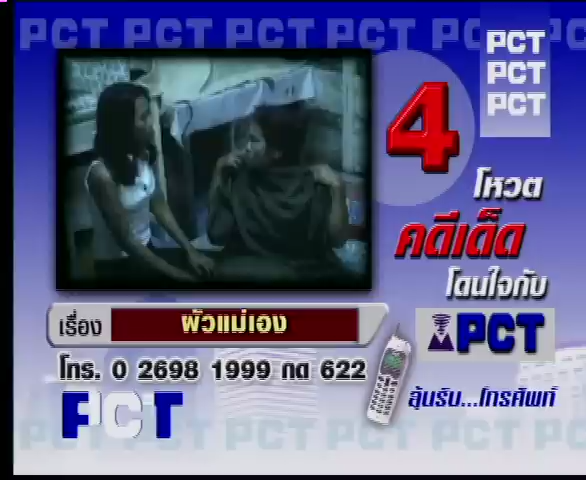 PCT PCT PCT PCT PCT
PCT
PCT
PCT
4
โหวต
คดีเด็ด
โดนใจกับ
PCT
เรื่อง ผัวแม่เอง
โทร. 0 2698 1999 กด 622
PCT
ลุ้นรับ...โทรศัพท์
PCT PCT PCT PCT PCT